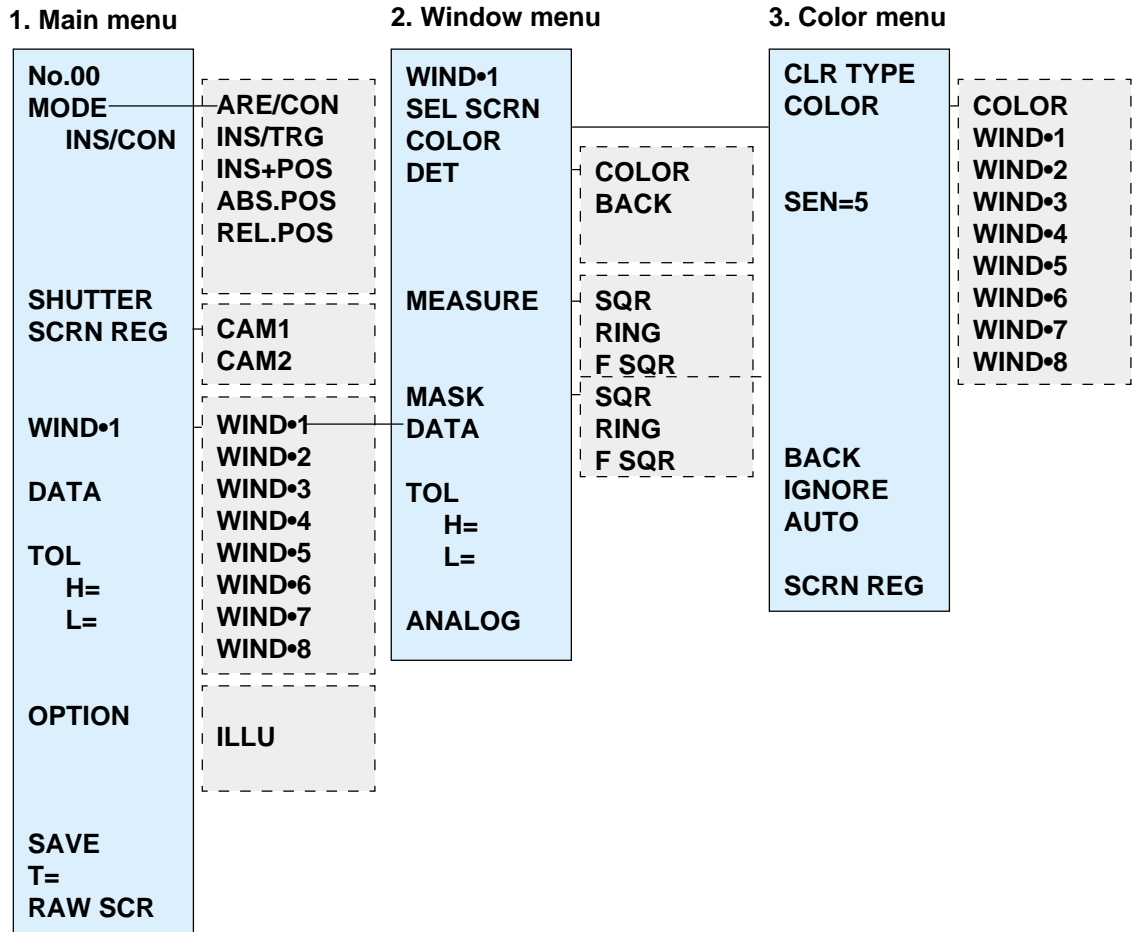 1. Main menu
No.00
MODE
INS/CON
SHUTTER
SCRN REG
WIND•1
DATA
TOL
H=
L=
OPTION
SAVE
T=
RAW SCR
ARE/CON
INS/TRG
INS+POS
ABS.POS
REL.POS
CAM1
CAM2
WIND•1
WIND•2
WIND•3
WIND•4
WIND•5
WIND•6
WIND•7
WIND•8
ILLU
2. Window menu
WIND•1
SEL SCRN
COLOR
DET
MEASURE
MASK
DATA
TOL
H=
L=
ANALOG
COLOR
BACK
SQR
RING
F SQR
SQR
RING
F SQR
3. Color menu
CLR TYPE
COLOR
SEN=5
BACK
IGNORE
AUTO
SCRN REG
COLOR
WIND•1
WIND•2
WIND•3
WIND•4
WIND•5
WIND•6
WIND•7
WIND•8